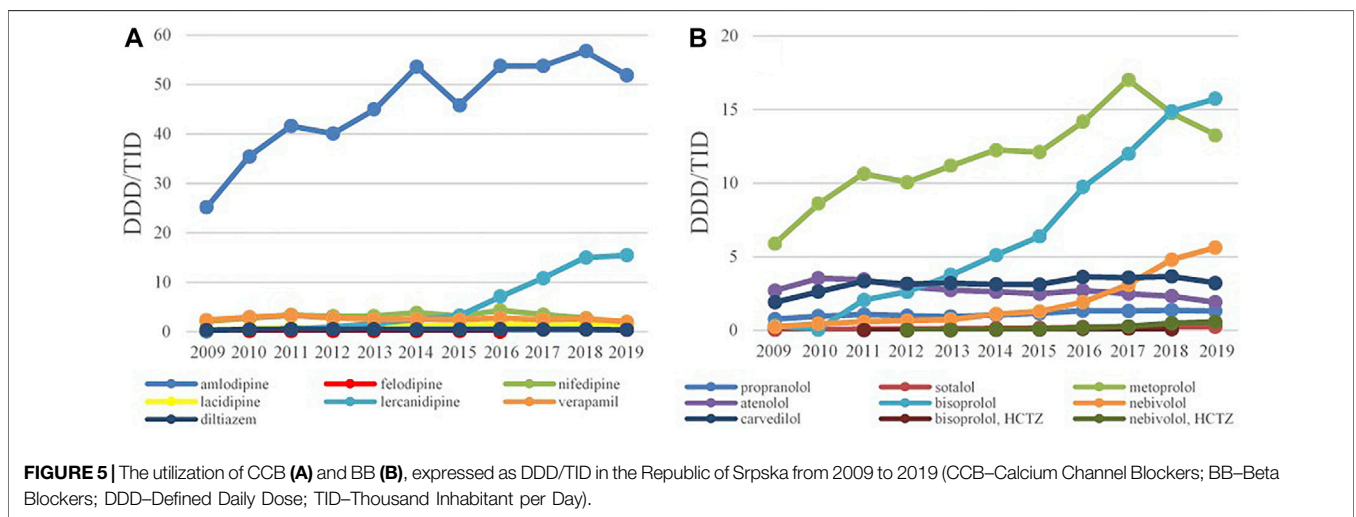 A
60
50
40
30
20
10
0
DDD/TID
2009 2010 2011 2012 2013 2014 2015 2016 2017 2018 2019
amlodipine felodipine nifedipine
lacidipine lercanidipine verapamil
diltiazem
B
20
15
10
5
0
DDD/TID
2009 2010 2011 2012 2013 2014 2015 2016 2017 2018 2019
propranolol sotalol metoprolol
atenolol bisoprolol nebivolol
carvedilol bisoprolol, HCTZ nebivolol, HCTZ
FIGURE 5 | The utilization of CCB (A) and BB (B), expressed as DDD/TID in the Republic of Srpska from 2009 to 2019 (CCB–Calcium Channel Blockers; BB–Beta
Blockers; DDD–Defined Daily Dose; TID–Thousand Inhabitant per Day).